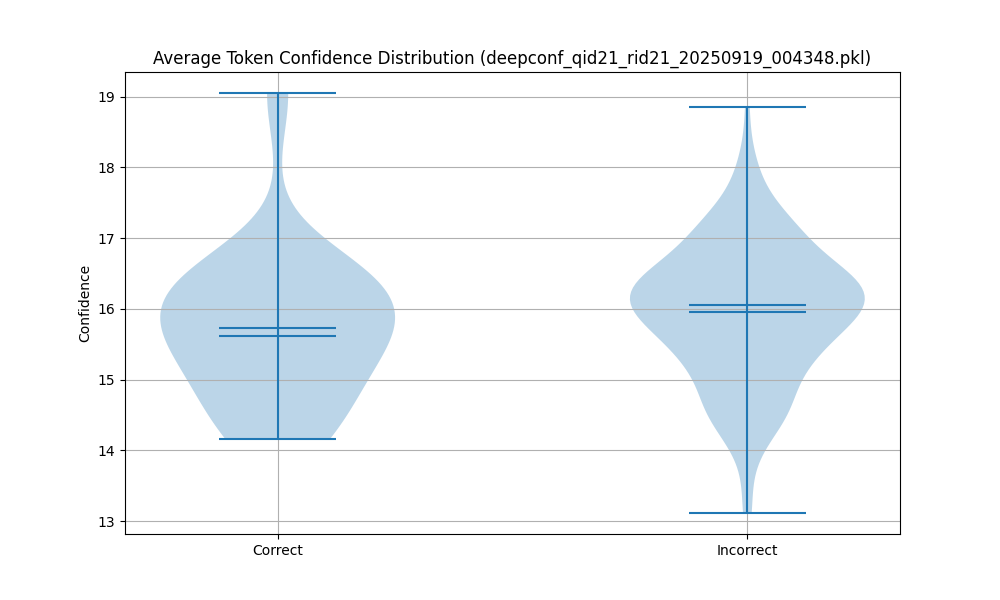 Average Token Confidence Distribution (deepconf_qid21_rid21_20250919_004348.pkl)
19
18
17
16
15
14
13
Confidence
Correct
Incorrect